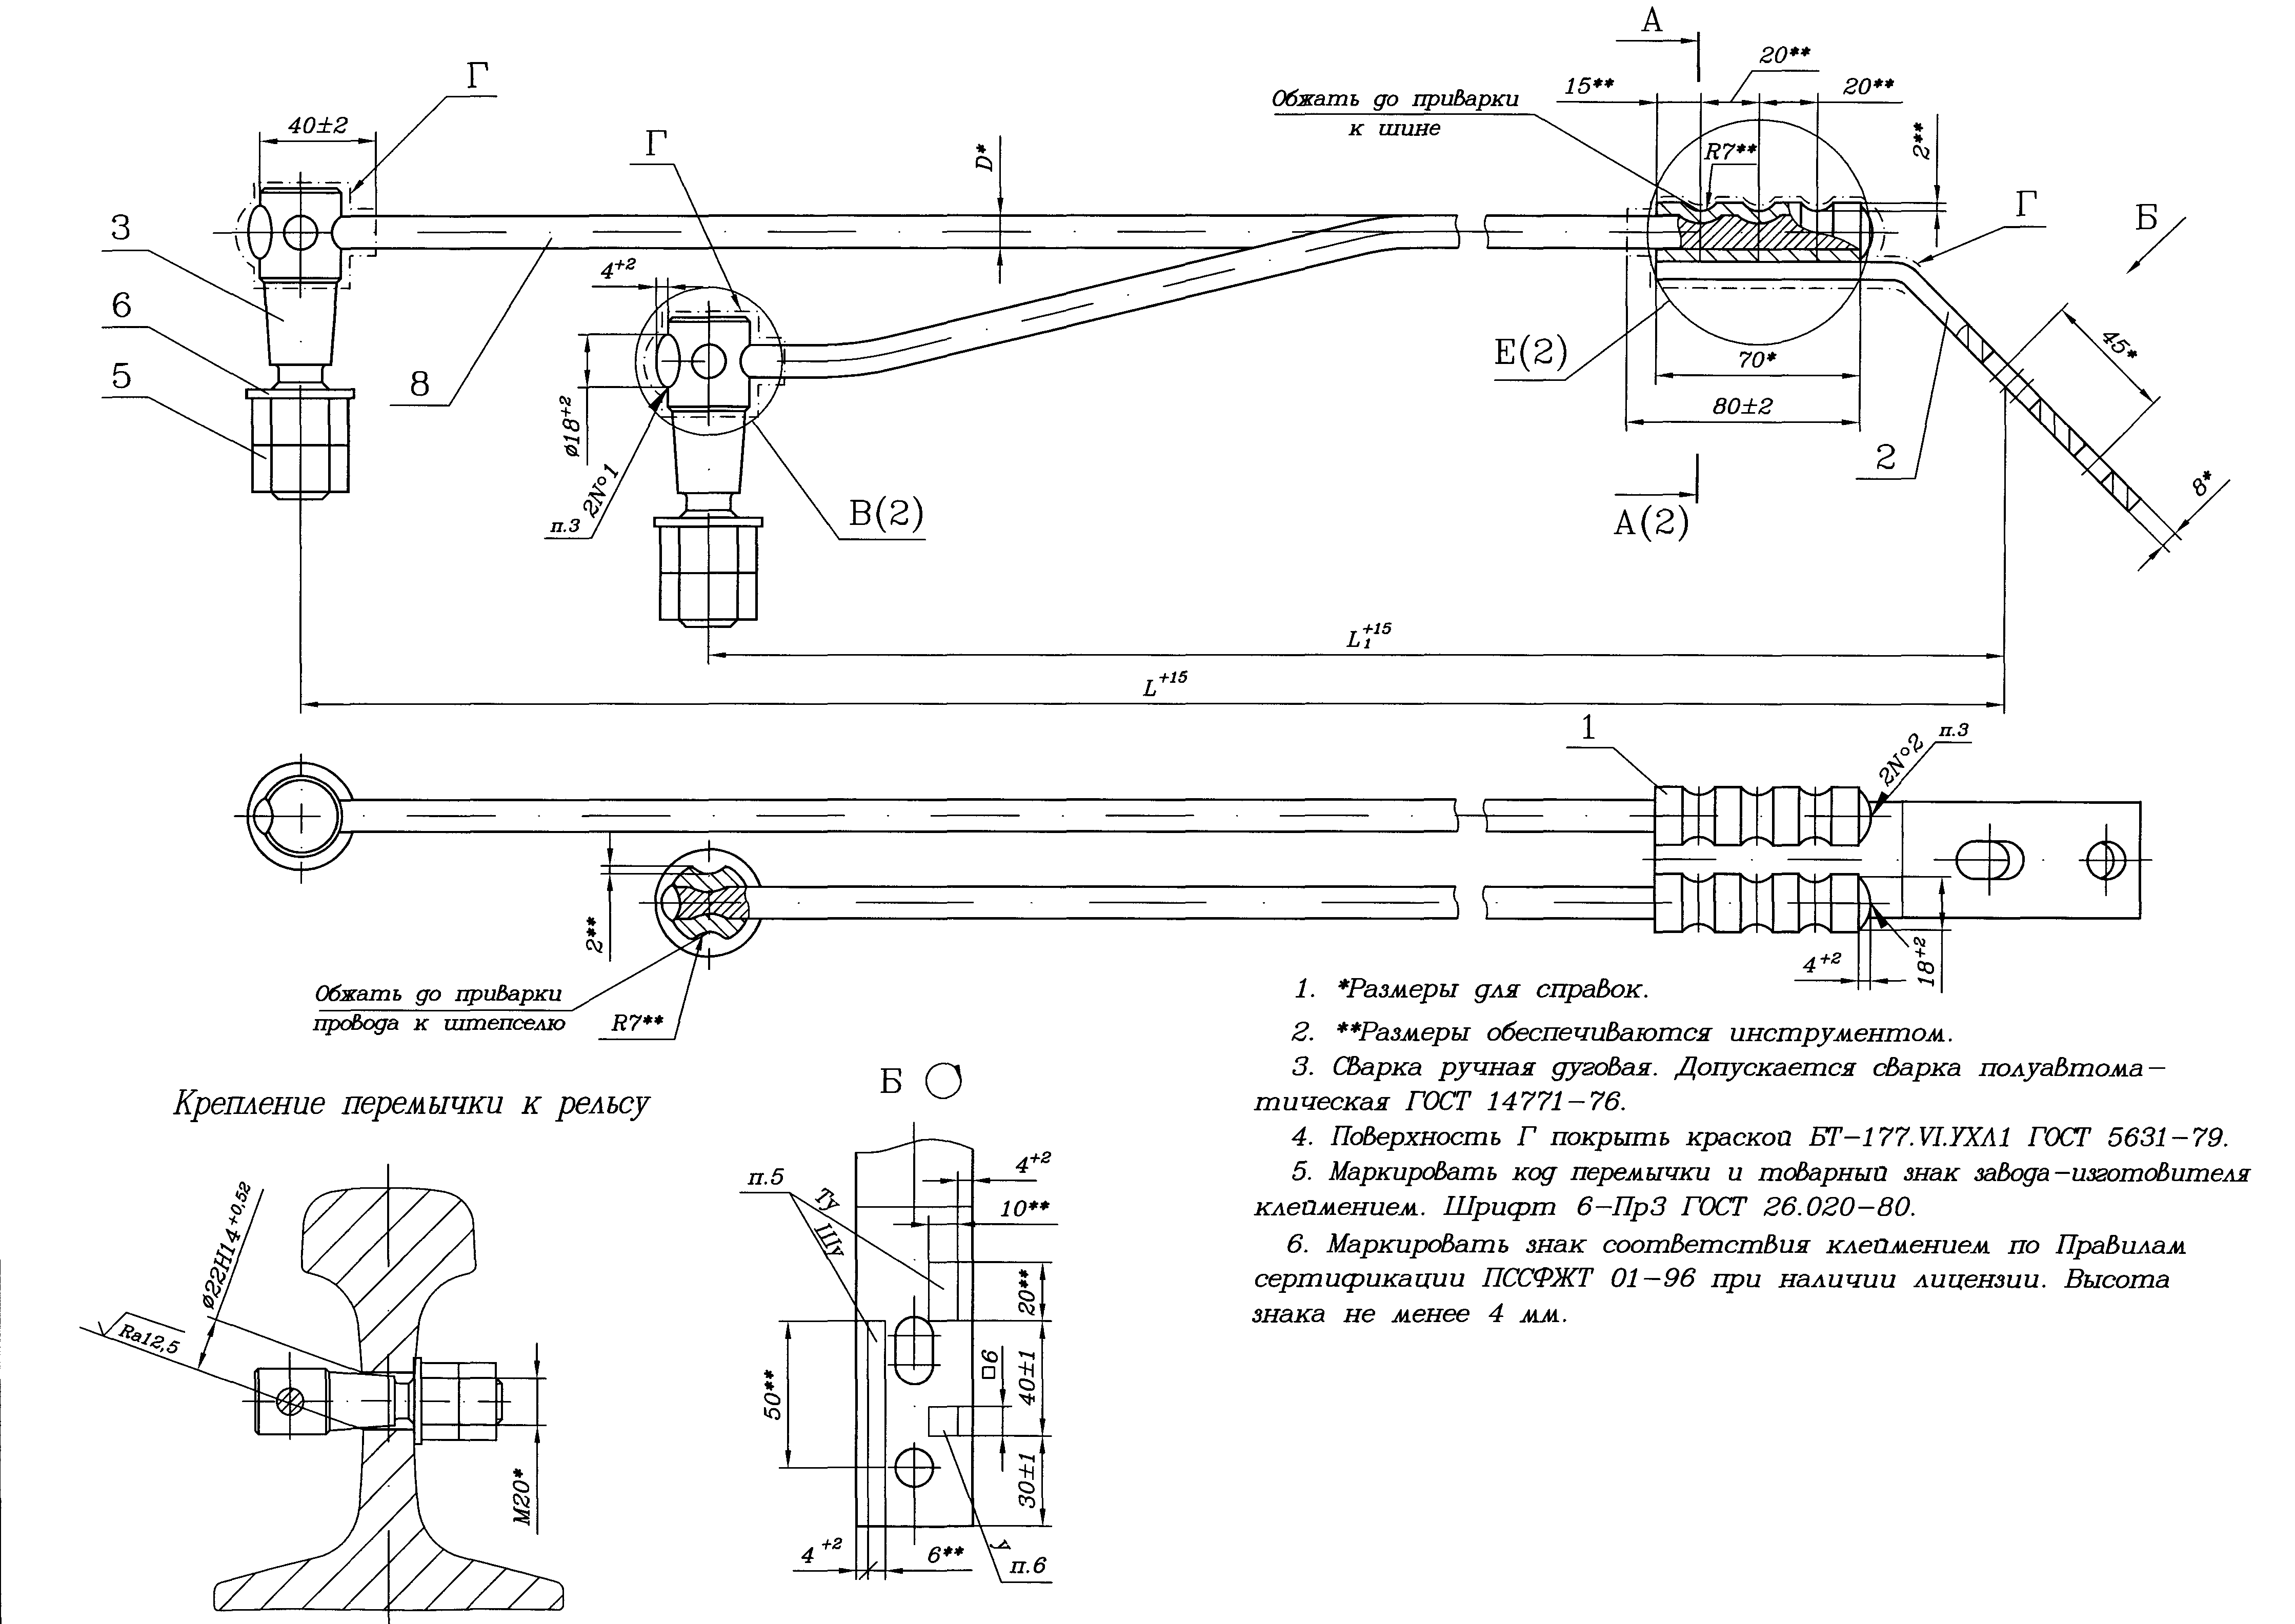 А
20**
15**
20**
Обжать до приварки
к шине
R7**
2**
Г
40±2
Г
D*
Г
Б
3
4+2
6
5
8
Е(2)
70*
80±2
45*
2
8*
ø18+2
п.3
2N°1
В(2)
А(2)
L1+15
L+15
1
2N°2
п.3
2**
Обжать до приварки
провода к штепселю
R7**
4+2
18+2
1. *Размеры для справок.
2. **Размеры обеспечиваются инструментом.
3. Сварка ручная дуговая. Допускается сварка полуавтома–
тическая ГОСТ 14771–76.
4. Поверхность Г покрыть краской БТ–177.VI.УХЛ1 ГОСТ 5631–79.
5. Маркировать код перемычки и товарный знак завода–изготовителя
клеймением. Шрифт 6–Пр3 ГОСТ 26.020–80.
6. Маркировать знак соответствия клеймением по Правилам
сертификации ПССФЖТ 01–96 при наличии лицензии. Высота
знака не менее 4 мм.
Крепление перемычки к рельсу
ø22H14+0,52
Ra12,5
M20*
Б
п.5
Ту
Шу
4+2
10**
20**
50**
□6
40±1
30±1
4+2
6**
у
п.6